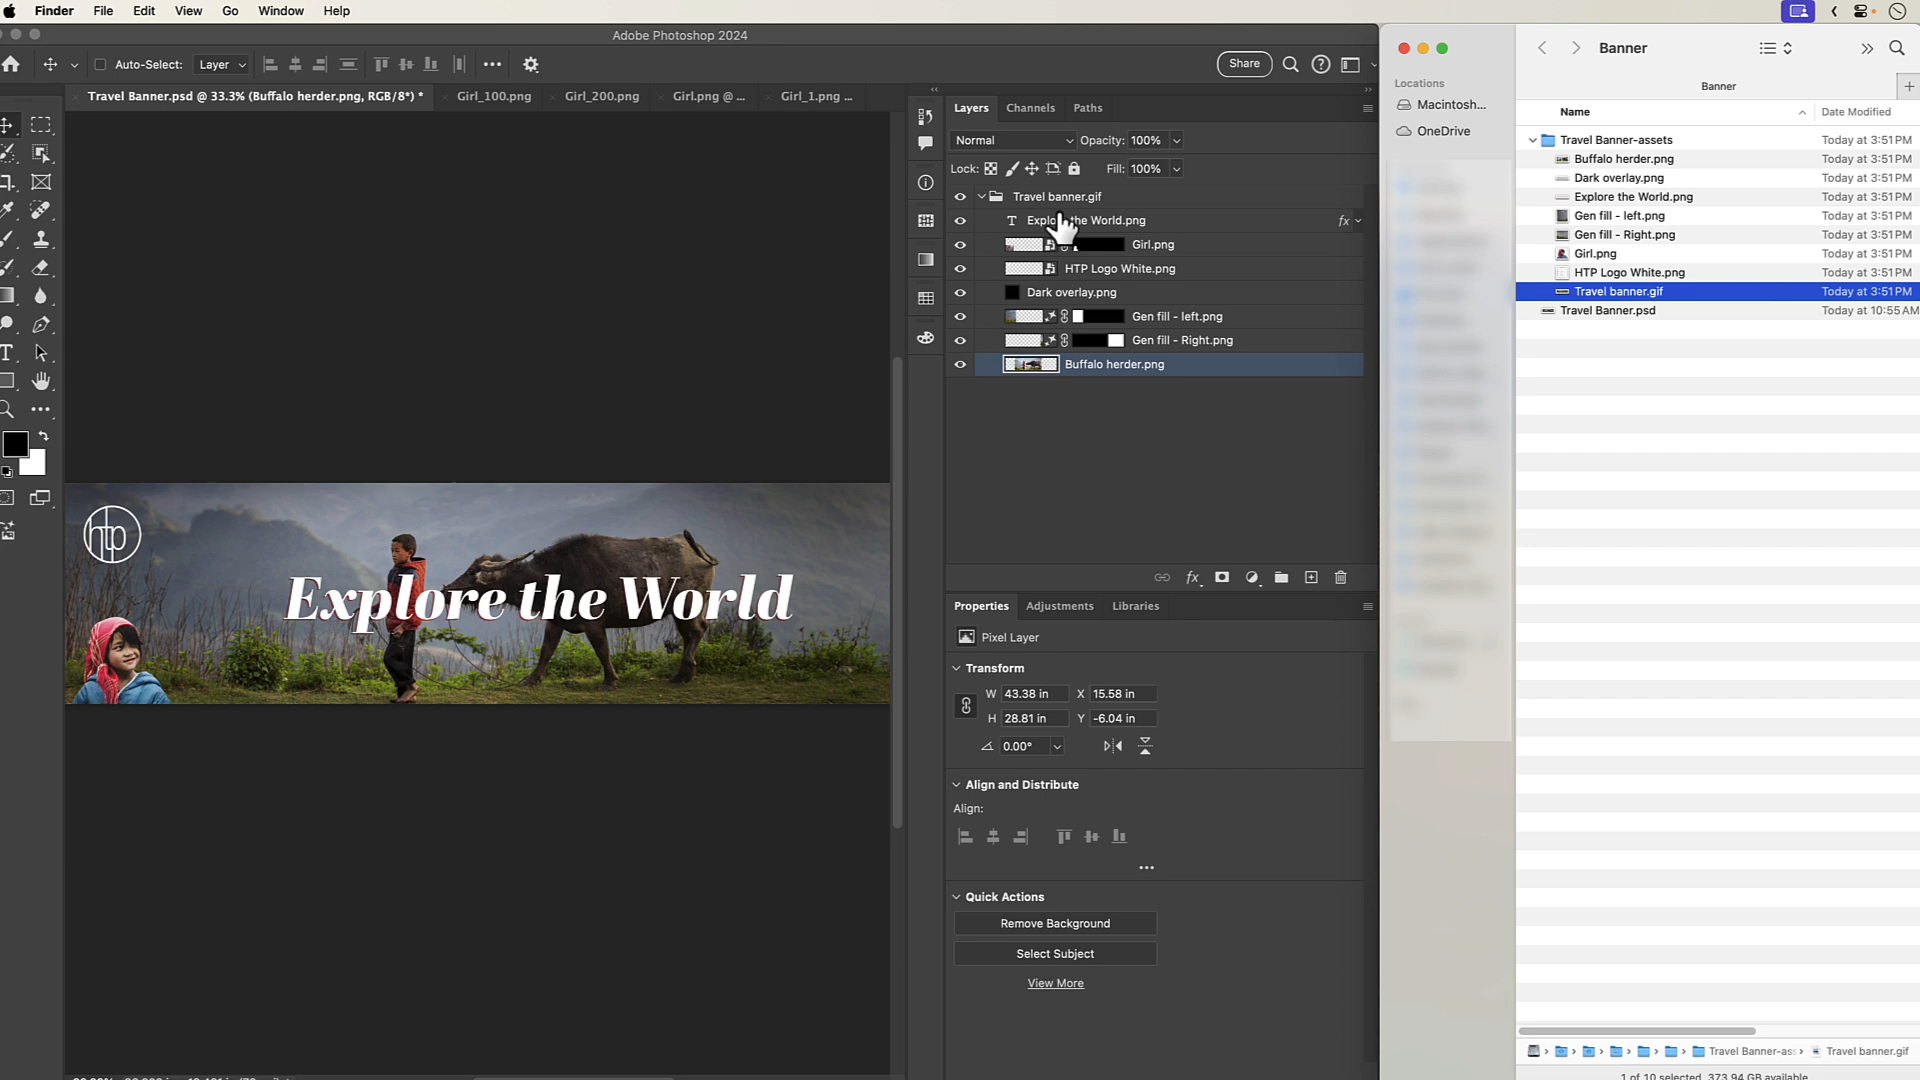 Finder File Edit View Go Window Help
Adobe Photoshop 2024
Auto-Select: Layer
Share
Travel Banner.psd @ 33.3% (Buffalo herder.png, RGB/8*) *
Girl_100.png
Girl_200.png
Girl.png @ ...
Girl_1.png ...
Layers Channels Paths
Normal Opacity: 100%
Lock: Fill: 100%
Travel banner.gif
T Explore the World.png fx
Girl.png
HTP Logo White.png
Dark overlay.png
Gen fill - left.png
Gen fill - Right.png
Buffalo herder.png
htp
Explore the World
Properties Adjustments Libraries
Pixel Layer
Transform
W 43.38 in X 15.58 in
H 28.81 in Y -6.04 in
0.00°
Align and Distribute
Align:
Quick Actions
Remove Background
Select Subject
View More
Banner
Locations
Macintosh...
OneDrive
Banner
Name Date Modified
Travel Banner-assets Today at 3:51 PM
Buffalo herder.png Today at 3:51 PM
Dark overlay.png Today at 3:51 PM
Explore the World.png Today at 3:51 PM
Gen fill - left.png Today at 3:51 PM
Gen fill - Right.png Today at 3:51 PM
Girl.png Today at 3:51 PM
HTP Logo White.png Today at 3:51 PM
Travel banner.gif Today at 3:51 PM
Travel Banner.psd Today at 10:55 AM
Travel Banner-as Travel banner.gif
1 of 10 selected, 373.94 GB available